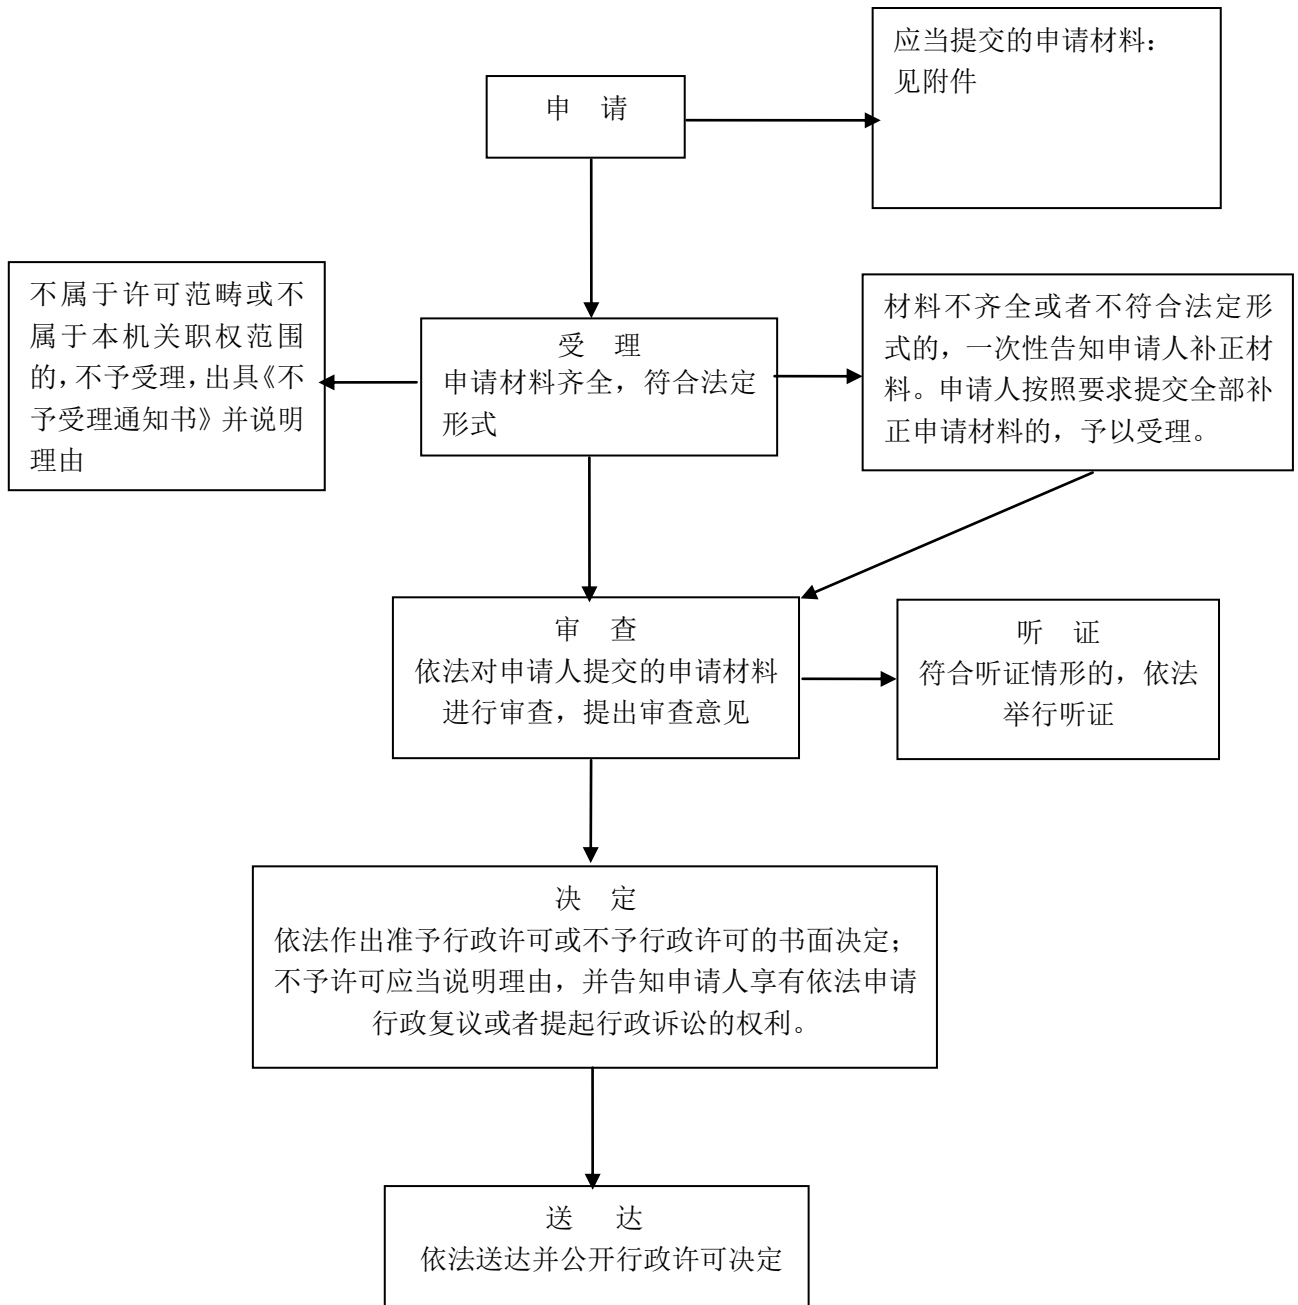 申 请
应当提交的申请材料：
见附件
不属于许可范畴或不
属于本机关职权范围
的，不予受理，出具《不
予受理通知书》并说明
理由
受 理
申请材料齐全，符合法定
形式
材料不齐全或者不符合法定形
式的，一次性告知申请人补正材
料。申请人按照要求提交全部补
正申请材料的，予以受理。
审 查
依法对申请人提交的申请材料
进行审查，提出审查意见
听 证
符合听证情形的，依法
举行听证
决 定
依法作出准予行政许可或不予行政许可的书面决定；
不予许可应当说明理由，并告知申请人享有依法申请
行政复议或者提起行政诉讼的权利。
送 达
依法送达并公开行政许可决定